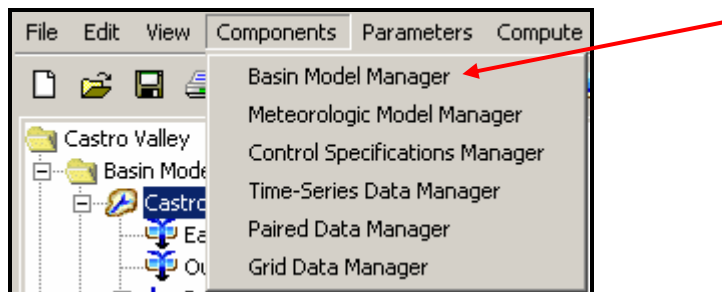 File Edit View Components Parameters Compute
Basin Model Manager
Meteorologic Model Manager
Control Specifications Manager
Time-Series Data Manager
Paired Data Manager
Grid Data Manager
Castro Valley
Basin
Castro